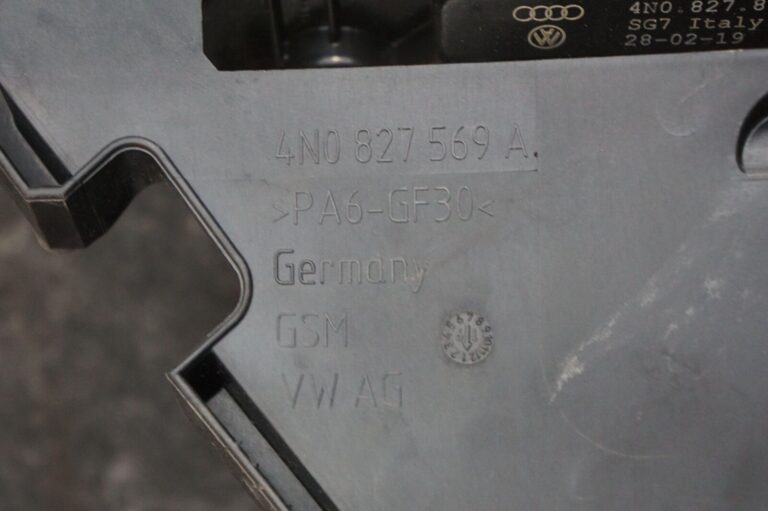 4N0.827.8
SG7 Italy
28-02-19
4N0 827 569 A
>PA6-GF30<
Germany
GSM
VW AG